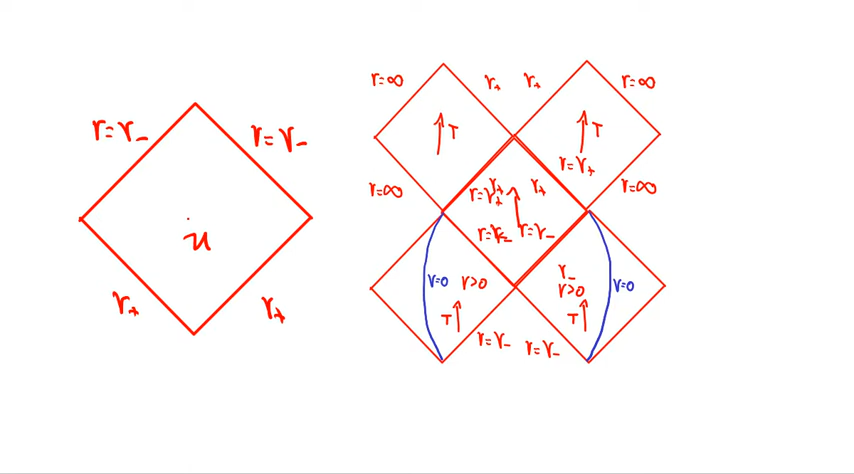 r=r₋
r=r₋
u
r₊
r₊
r=∞
r₊
r₊
r=∞
T
T
r=∞
r=r₊
r=∞
r=r₊
r₊
r=r₋
r=r₋
r=0
r>0
r₋
r>0
r=0
T
T
r=r₋
r=r₋